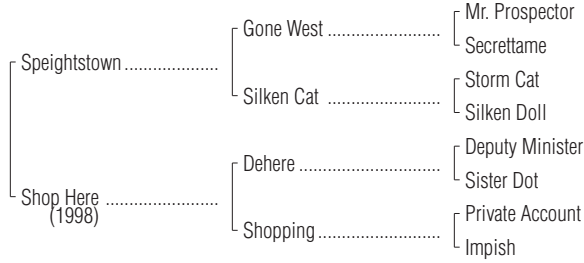 Mr. Prospector
Gone West ....................
Secrettame
Speightstown ....................
Storm Cat
Silken Cat ....................
Silken Doll
Deputy Minister
Dehere .........................
Sister Dot
Shop Here ......................
(1998)
Private Account
Shopping ......................
Impish